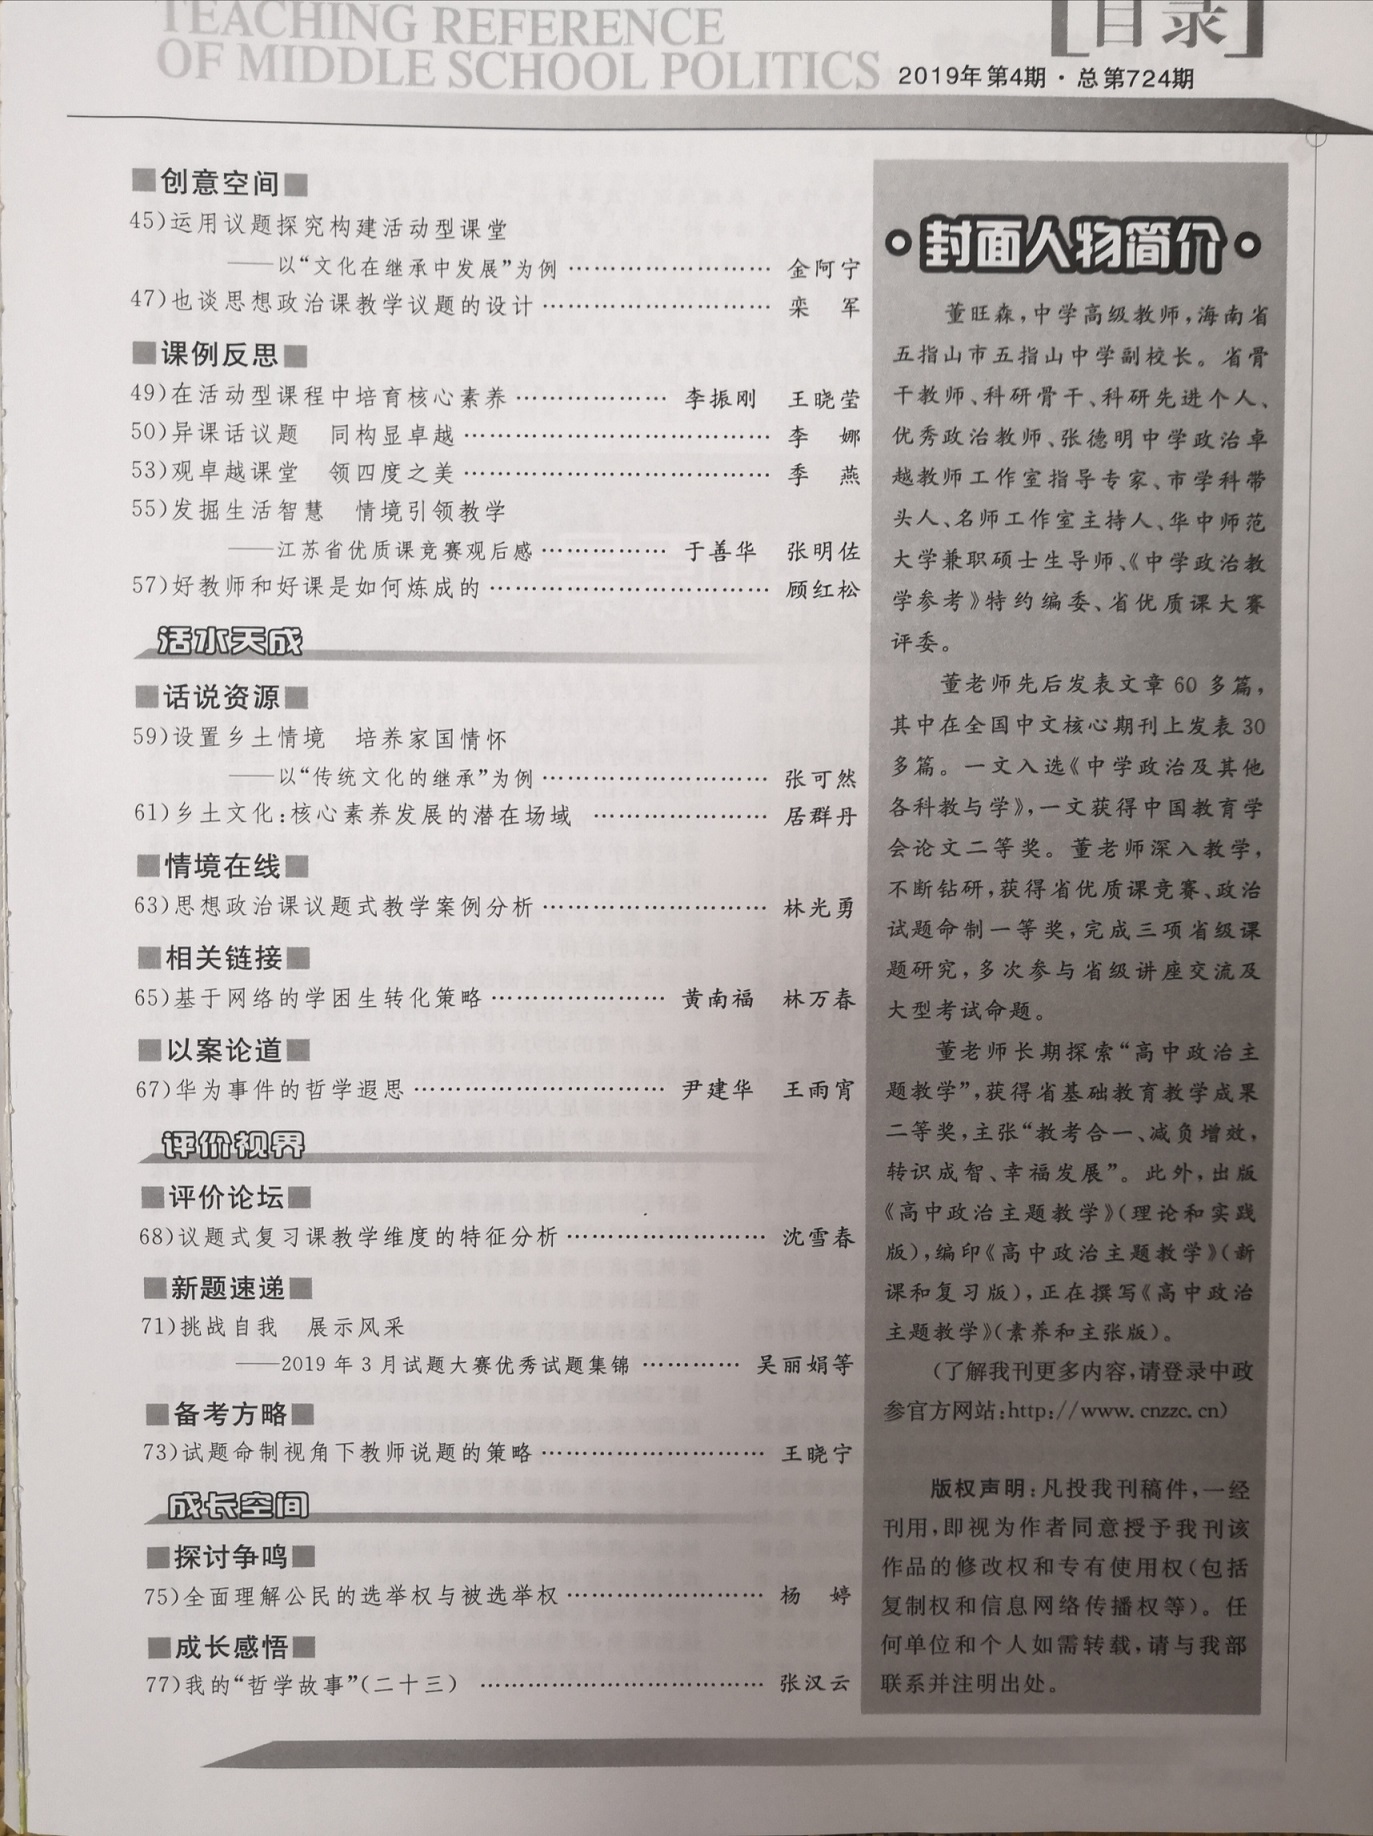 TEACHING REFERENCE
OF MIDDLE SCHOOL POLITICS
[目录]
2019年第4期·总第724期
■创意空间■
45)运用议题探究构建活动型课堂
——以“文化在继承中发展”为例…………………… 金阿宁
47)也谈思想政治课教学议题的设计……………………… 栾 军
■课例反思■
49)在活动型课程中培育核心素养……………… 李振刚 王晓莹
50)异课话议题 同构显卓越……………………………… 李 娜
53)观卓越课堂 领四度之美……………………………… 季 燕
55)发掘生活智慧 情境引领教学
——江苏省优质课竞赛观后感…………… 于善华 张明佐
57)好教师和好课是如何炼成的…………………………… 顾红松
活水天成
■话说资源■
59)设置乡土情境 培养家国情怀
——以“传统文化的继承”为例……………………… 张可然
61)乡土文化:核心素养发展的潜在场域 ………………… 居群丹
■情境在线■
63)思想政治课议题式教学案例分析……………………… 林光勇
■相关链接■
65)基于网络的学困生转化策略………………… 黄南福 林万春
■以案论道■
67)华为事件的哲学遐思………………………… 尹建华 王雨宵
评价视界
■评价论坛■
68)议题式复习课教学维度的特征分析…………………… 沈雪春
■新题速递■
71)挑战自我 展示风采
——2019年3月试题大赛优秀试题集锦………… 吴丽娟等
■备考方略■
73)试题命制视角下教师说题的策略……………………… 王晓宁
成长空间
■探讨争鸣■
75)全面理解公民的选举权与被选举权…………………… 杨 婷
■成长感悟■
77)我的“哲学故事”(二十三) …………………………… 张汉云
封面人物简介
董旺森,中学高级教师,海南省
五指山市五指山中学副校长。省骨
干教师、科研骨干、科研先进个人、
优秀政治教师、张德明中学政治卓
越教师工作室指导专家、市学科带
头人、名师工作室主持人、华中师范
大学兼职硕士生导师、《中学政治教
学参考》特约编委、省优质课大赛
评委。
董老师先后发表文章60多篇,
其中在全国中文核心期刊上发表30
多篇。一文入选《中学政治及其他
各科教与学》,一文获得中国教育学
会论文二等奖。董老师深入教学,
不断钻研,获得省优质课竞赛、政治
试题命制一等奖,完成三项省级课
题研究,多次参与省级讲座交流及
大型考试命题。
董老师长期探索“高中政治主
题教学”,获得省基础教育教学成果
二等奖,主张“教考合一、减负增效,
转识成智、幸福发展”。此外,出版
《高中政治主题教学》(理论和实践
版),编印《高中政治主题教学》(新
课和复习版),正在撰写《高中政治
主题教学》(素养和主张版)。
(了解我刊更多内容,请登录中政
参官方网站:http://www.cnzzc.cn)
版权声明:凡投我刊稿件,一经
刊用,即视为作者同意授予我刊该
作品的修改权和专有使用权(包括
复制权和信息网络传播权等)。任
何单位和个人如需转载,请与我部
联系并注明出处。